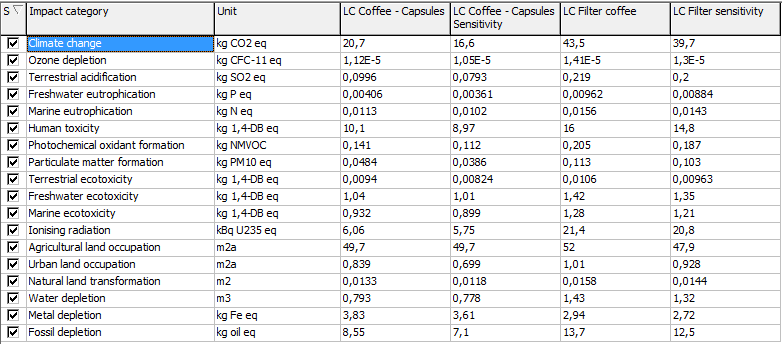 S Impact category Unit LC Coffee - Capsules LC Coffee - Capsules Sensitivity LC Filter coffee LC Filter sensitivity
Climate change kg CO2 eq 20,7 16,6 43,5 39,7
Ozone depletion kg CFC-11 eq 1,12E-5 1,05E-5 1,41E-5 1,3E-5
Terrestrial acidification kg SO2 eq 0,0996 0,0793 0,219 0,2
Freshwater eutrophication kg P eq 0,00406 0,00361 0,00962 0,00884
Marine eutrophication kg N eq 0,0113 0,0102 0,0156 0,0143
Human toxicity kg 1,4-DB eq 10,1 8,97 16 14,8
Photochemical oxidant formation kg NMVOC 0,141 0,112 0,205 0,187
Particulate matter formation kg PM10 eq 0,0484 0,0386 0,113 0,103
Terrestrial ecotoxicity kg 1,4-DB eq 0,0094 0,00824 0,0106 0,00963
Freshwater ecotoxicity kg 1,4-DB eq 1,04 1,01 1,42 1,35
Marine ecotoxicity kg 1,4-DB eq 0,932 0,899 1,28 1,21
Ionising radiation kBq U235 eq 6,06 5,75 21,4 20,8
Agricultural land occupation m2a 49,7 49,7 52 47,9
Urban land occupation m2a 0,839 0,699 1,01 0,928
Natural land transformation m2 0,0133 0,0118 0,0158 0,0144
Water depletion m3 0,793 0,778 1,43 1,32
Metal depletion kg Fe eq 3,83 3,61 2,94 2,72
Fossil depletion kg oil eq 8,55 7,1 13,7 12,5